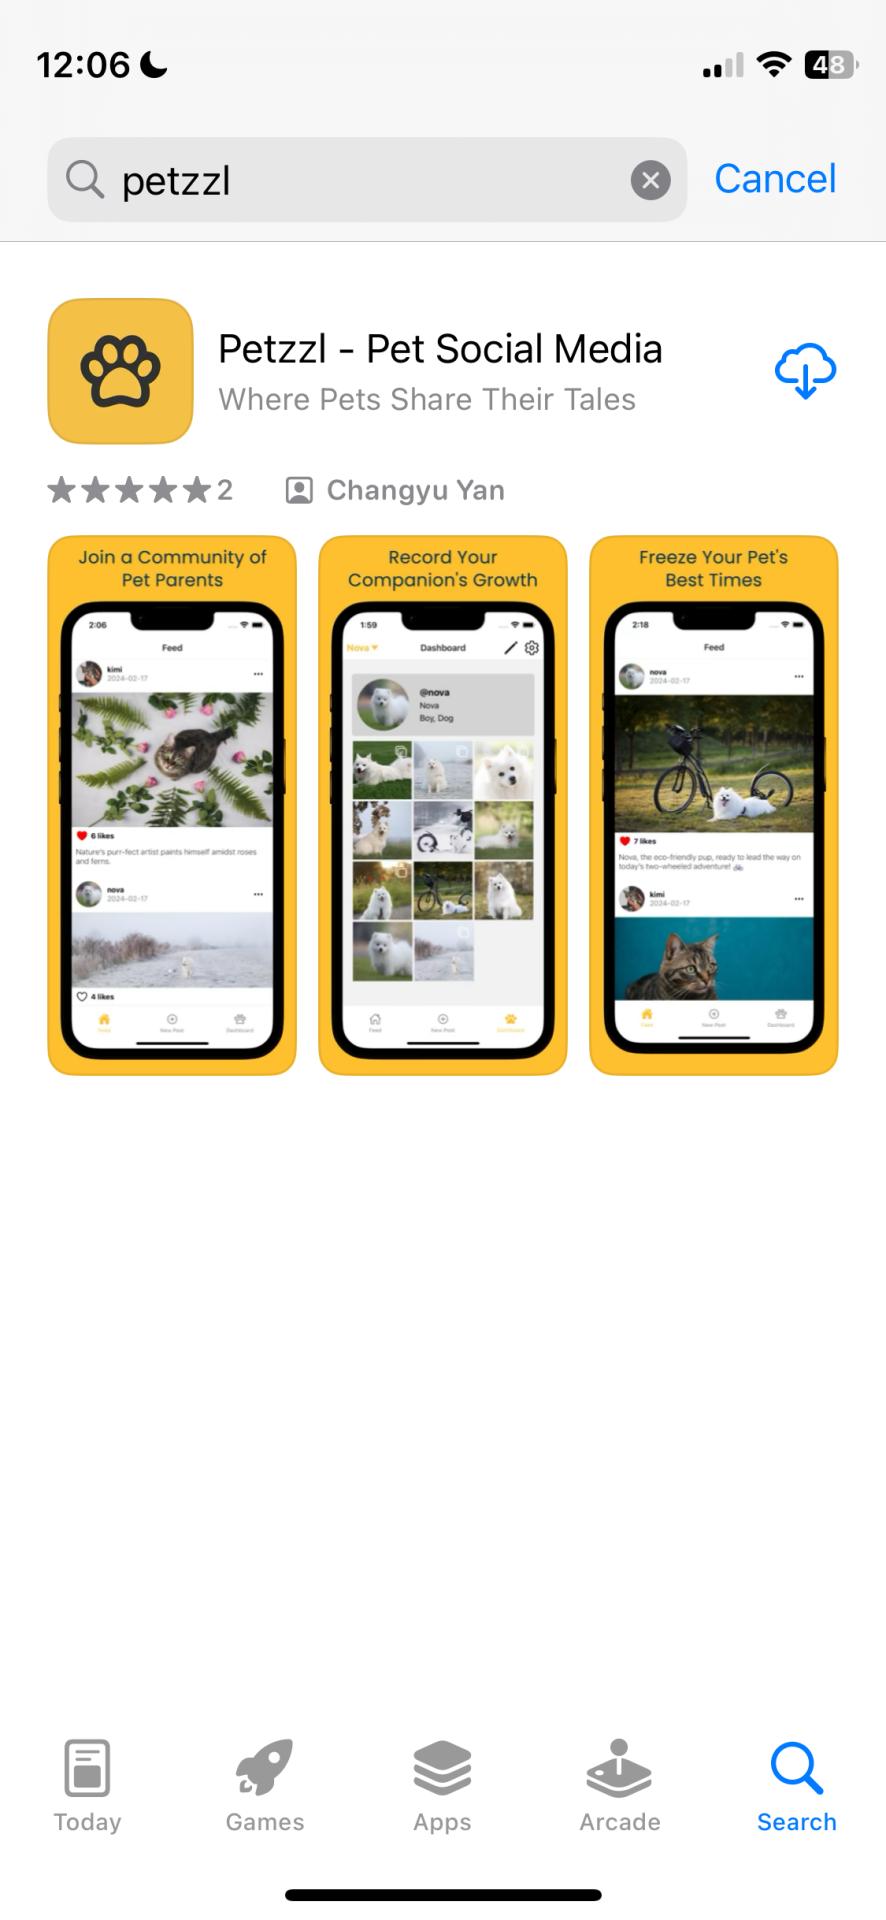 12:06
48
petzzl
Cancel
Petzzl - Pet Social Media
Where Pets Share Their Tales
2
Changyu Yan
Join a Community of
Pet Parents
2:06
Feed
kimi
2024-02-17
6 likes
Nature's purr-fect artist paints himself amidst roses
and ferns.
nova
2024-02-17
4 likes
Feed
New Post
Dashboard
Record Your
Companion's Growth
1:59
Nova
Dashboard
@nova
Nova
Boy, Dog
Feed
New Post
Dashboard
Freeze Your Pet's
Best Times
2:18
Feed
nova
2024-02-17
7 likes
Nova, the eco-friendly pup, ready to lead the way on
today's two-wheeled adventure! 🚲
kimi
2024-02-17
Feed
New Post
Dashboard
Today
Games
Apps
Arcade
Search